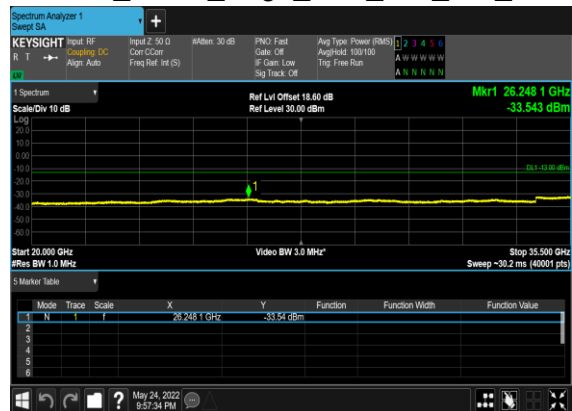 Spectrum Analyzer 1
Swept SA
KEYSIGHT Input: RF Input Z: 50 Ω #Atten: 30 dB PNO: Fast Avg Type: Power (RMS) 1 2 3 4 5 6
R T Coupling: DC Corr CCorr Gate: Off Avg|Hold: 100/100 A W W W W W
Align: Auto Freq Ref: Int (S) IF Gain: Low Trig: Free Run
Sig Track: Off A N N N N N
1 Spectrum Ref Lvl Offset 18.60 dB Mkr1 26.248 1 GHz
Scale/Div 10 dB Ref Level 30.00 dBm -33.543 dBm
Log
20.0
10.0
0.00
-10.0
DL1 -13.00 dBm
-20.0
1
-30.0
-40.0
-50.0
-60.0
Start 20.000 GHz Video BW 3.0 MHz* Stop 35.500 GHz
#Res BW 1.0 MHz Sweep ~30.2 ms (40001 pts)
5 Marker Table
Mode Trace Scale X Y Function Function Width Function Value
1 N 1 f 26.248 1 GHz -33.54 dBm
2
3
4
5
6
May 24, 2022
9:57:34 PM